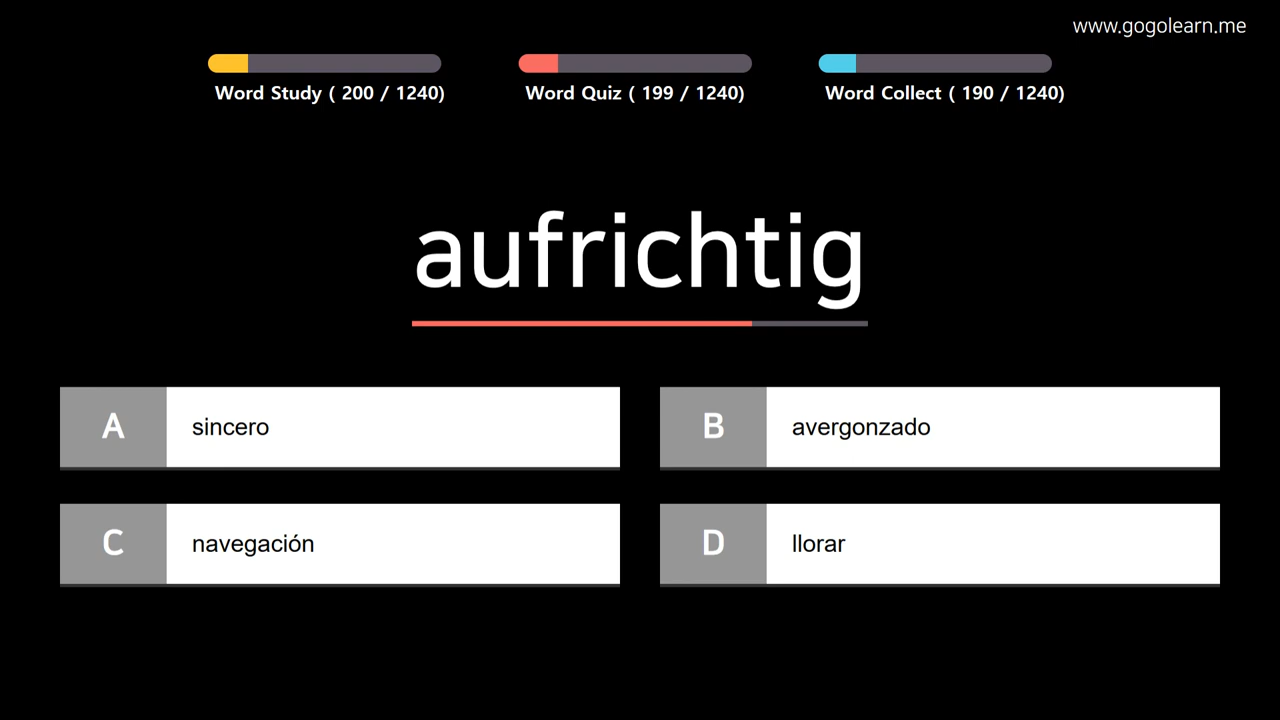 www.gogolearn.me
Word Study ( 200 / 1240)
Word Quiz ( 199 / 1240)
Word Collect ( 190 / 1240)
aufrichtig
A
sincero
B
avergonzado
C
navegación
D
llorar